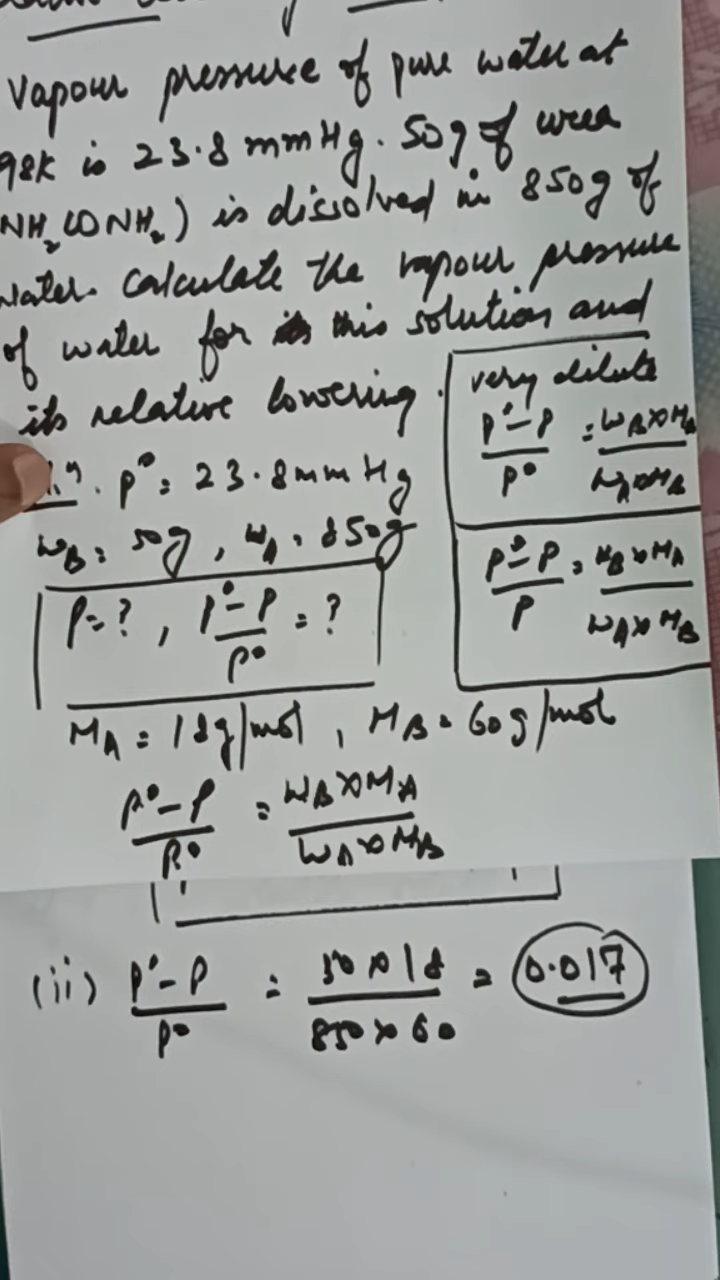 Vapour pressure of pure water at
98K is 23.8 mmHg. 50g of urea
NH₂CONH₂) is dissolved in 850g of
water. Calculate the vapour pressure
of water for this solution and
its relative lowering.
very dilute
P°-P/P° = WB×MA/WA×MB
P°-P/P = WB×MA/WA×MB
P° = 23.8mmHg
WB = 50g, WA = 850g
P=?, P°-P/P° = ?
MA = 18g/mol, MB = 60g/mol
P°-P/P° = WB×MA/WA×MB
(ii) P°-P/P° = 50×18/850×60 = 0.017